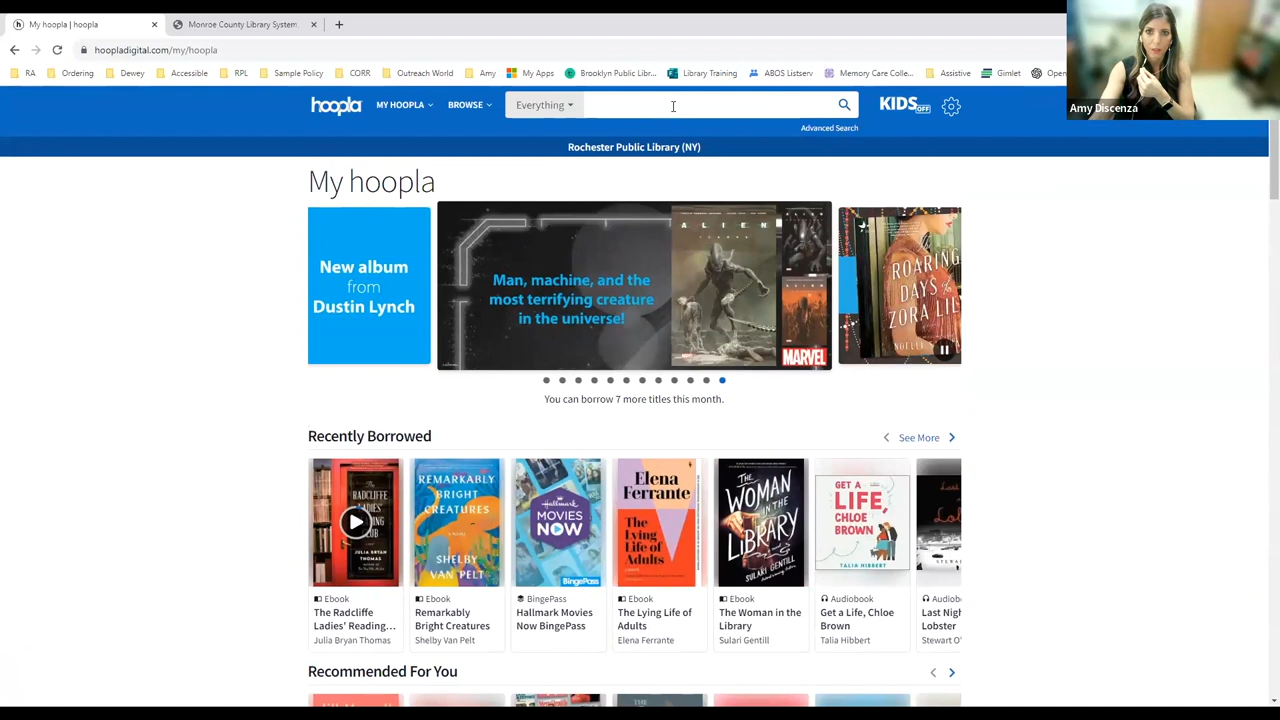 My hoopla | hoopla
Monroe County Library System
hoopladigital.com/my/hoopla
RA
Ordering
Dewey
Accessible
RPL
Sample Policy
CORR
Outreach World
Amy
My Apps
Brooklyn Public Libr...
Library Training
ABOS Listserv
Memory Care Colle...
Assistive
Gimlet
Open
Amy Discenza
hoopla
MY HOOPLA
BROWSE
Everything
KIDS OFF
Advanced Search
Rochester Public Library (NY)
My hoopla
New album
from
Dustin Lynch
Man, machine, and the
most terrifying creature
in the universe!
ALIEN
MARVEL
ROARING
DAYS of
ZORA LIL
You can borrow 7 more titles this month.
Recently Borrowed
See More
THE
RADCLIFFE
LADIES'
CLUB
JULIA BRYAN
THOMAS
REMARKABLY
BRIGHT
CREATURES
A NOVEL
SHELBY
VAN PELT
Hallmark
MOVIES
NOW
BingePass
Elena
Ferrante
The Lying
Life of
Adults
THE
WOMAN
IN THE
LIBRARY
SULARI GENTILL
GET A
LIFE,
CHLOE
BROWN
TALIA HIBBERT
Ebook
The Radcliffe
Ladies' Reading...
Julia Bryan Thomas
Ebook
Remarkably
Bright Creatures
Shelby Van Pelt
BingePass
Hallmark Movies
Now BingePass
Ebook
The Lying Life of
Adults
Elena Ferrante
Ebook
The Woman in the
Library
Sulari Gentill
Audiobook
Get a Life, Chloe
Brown
Talia Hibbert
Audiob
Last Nigh
Lobster
Stewart O'
Recommended For You